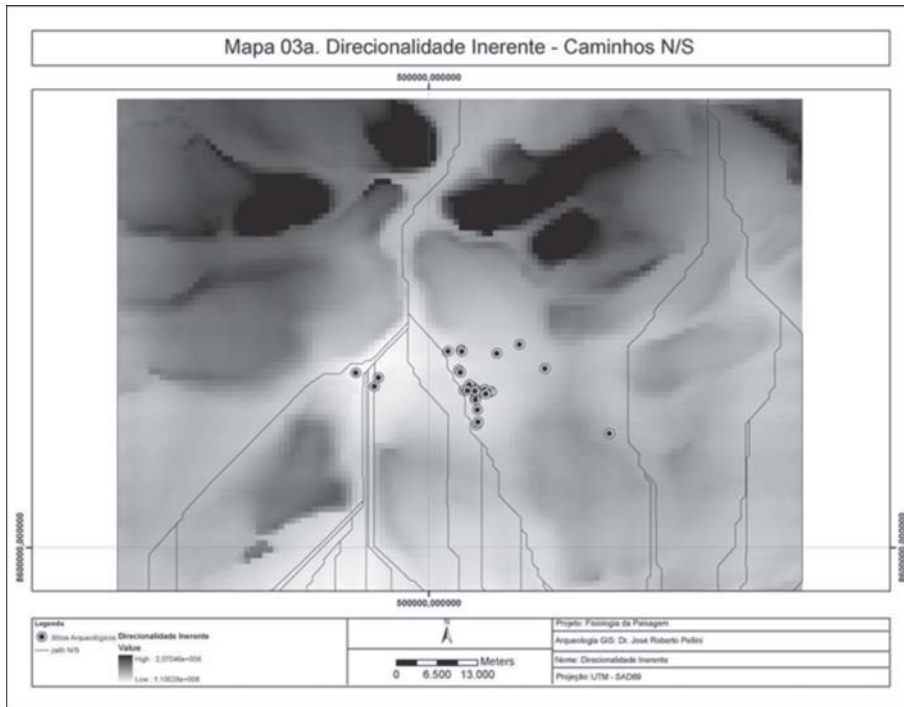 Mapa 03a. Direcionalidade Inerente - Caminhos N/S
500000,000000
8600000,000000
8600000,000000
500000,000000
Legenda
Sítios Arqueológicos
path N/S
Direcionalidade Inerente
Value
High : 2,07046e+006
Low : 1,10028e+006
N
Meters
0 6.500 13.000
Projeto: Fisiologia da Paisagem
Arqueologia GIS: Dr. José Roberto Pellini
Nome: Direcionalidade Inerente
Projeção: UTM - SAD69